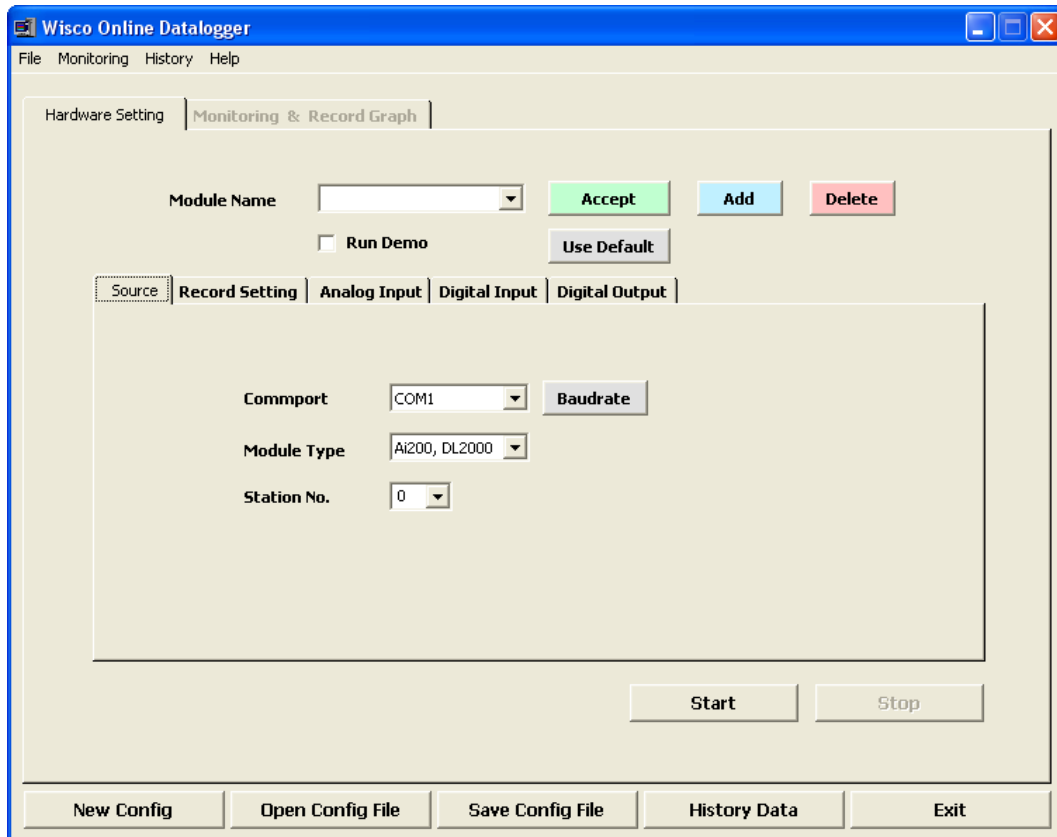 Wisco Online Datalogger
File Monitoring History Help
Hardware Setting Monitoring & Record Graph
Module Name Accept Add Delete
Run Demo Use Default
Source Record Setting Analog Input Digital Input Digital Output
Commport COM1 Baudrate
Module Type Ai200, DL2000
Station No. 0
Start Stop
New Config Open Config File Save Config File History Data Exit